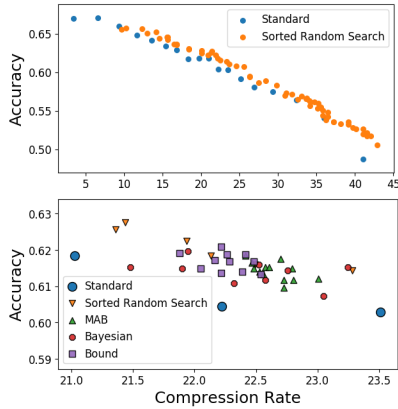 Accuracy
0.65
0.60
0.55
0.50
Standard
Sorted Random Search
5 10 15 20 25 30 35 40 45
Accuracy
0.63
0.62
0.61
0.60
0.59
Standard
Sorted Random Search
MAB
Bayesian
Bound
21.0 21.5 22.0 22.5 23.0 23.5
Compression Rate